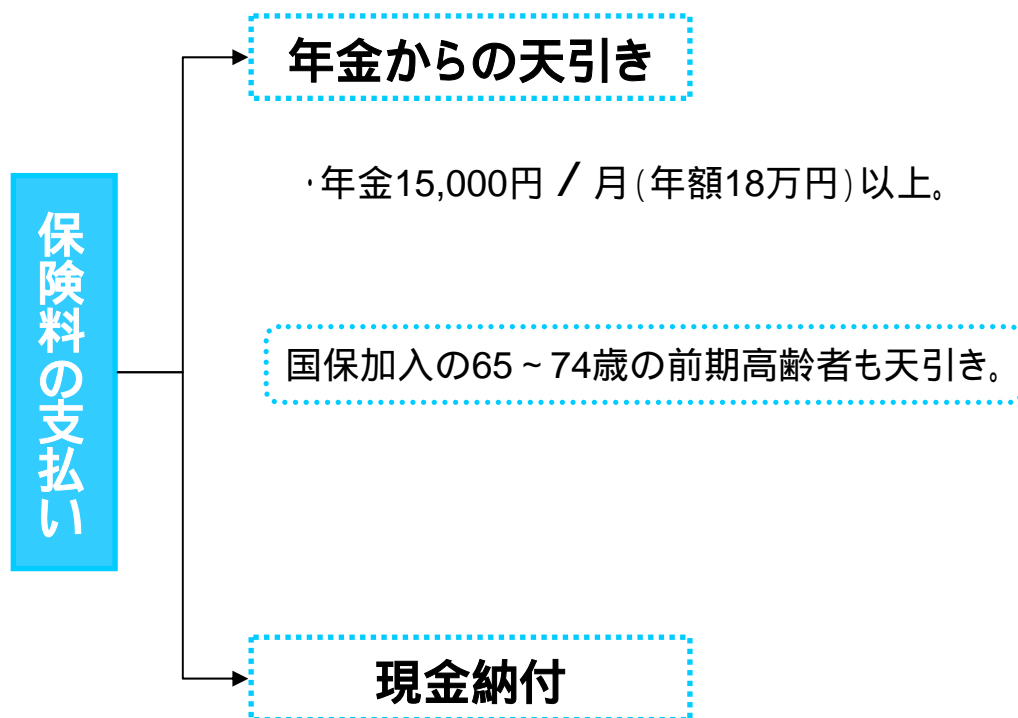 保険料の支払い
年金からの天引き
・年金15,000円 / 月(年額18万円)以上。
国保加入の65~74歳の前期高齢者も天引き。
現金納付